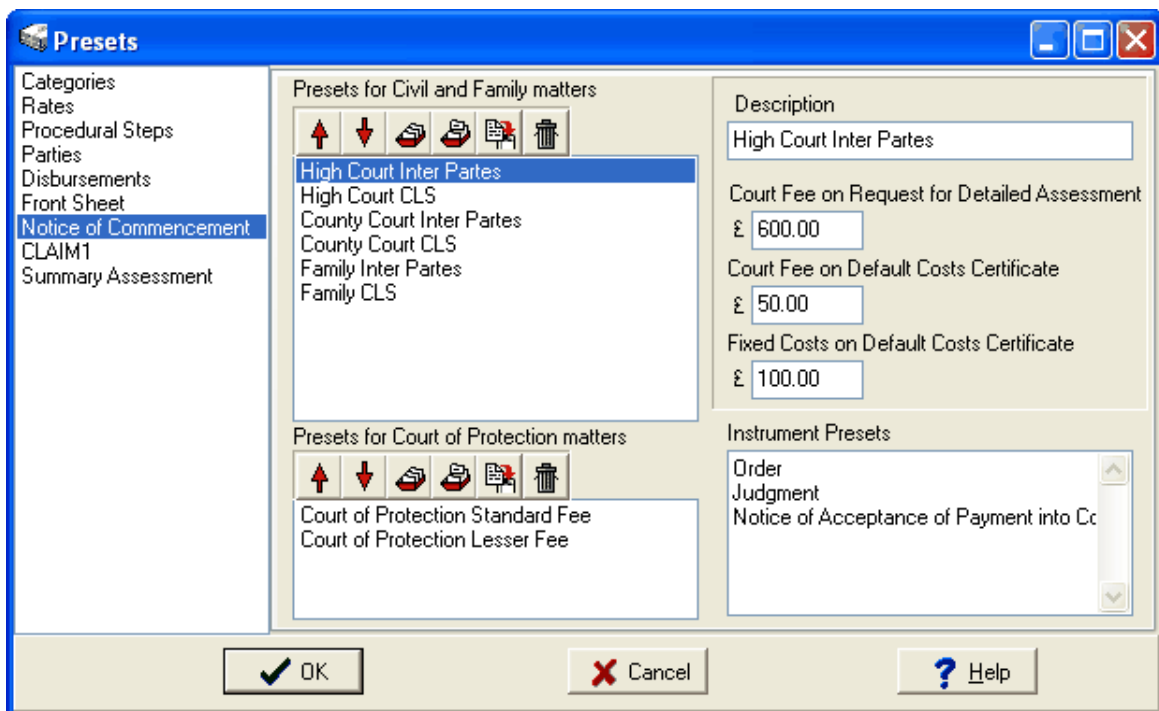 Presets
Categories
Rates
Procedural Steps
Parties
Disbursements
Front Sheet
Notice of Commencement
CLAIM1
Summary Assessment
Presets for Civil and Family matters
High Court Inter Partes
High Court CLS
County Court Inter Partes
County Court CLS
Family Inter Partes
Family CLS
Presets for Court of Protection matters
Court of Protection Standard Fee
Court of Protection Lesser Fee
Description
High Court Inter Partes
Court Fee on Request for Detailed Assessment
£ 600.00
Court Fee on Default Costs Certificate
£ 50.00
Fixed Costs on Default Costs Certificate
£ 100.00
Instrument Presets
Order
Judgment
Notice of Acceptance of Payment into Cc
OK
Cancel
Help